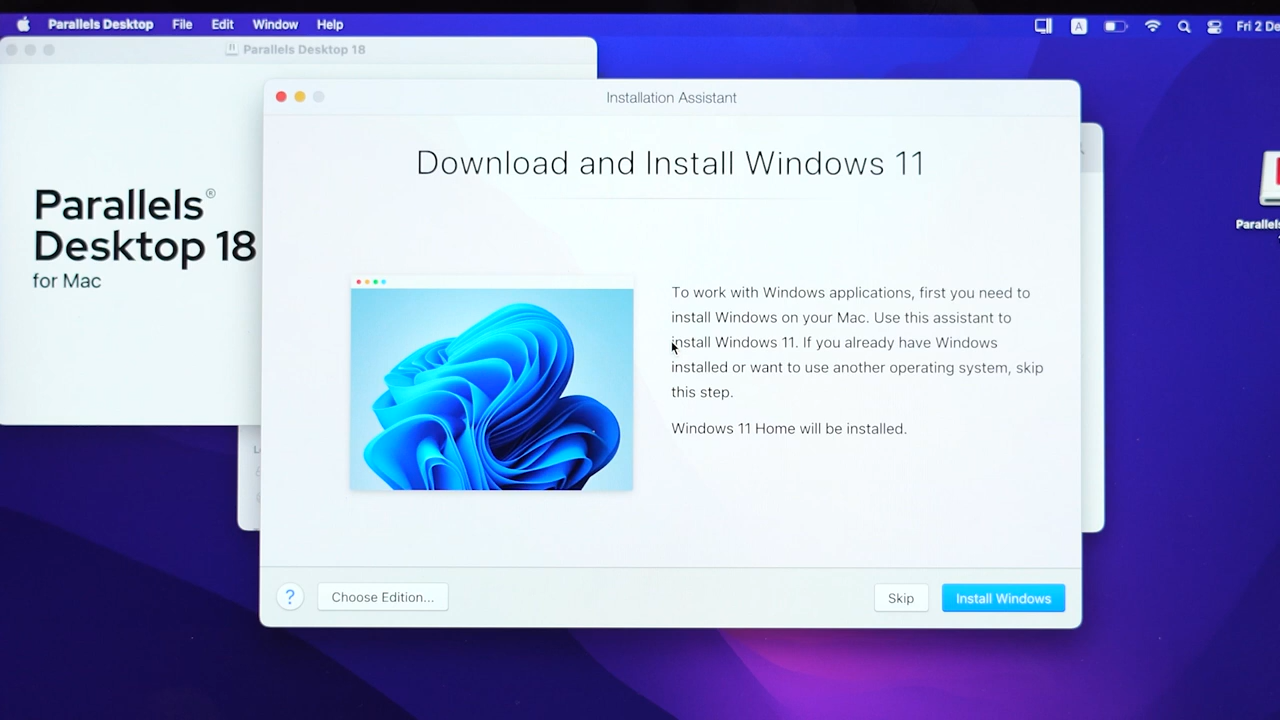 Parallels Desktop File Edit Window Help
A
Fri 2 De
Parallels Desktop 18
Installation Assistant
Parallels®
Desktop 18
for Mac
Download and Install Windows 11
To work with Windows applications, first you need to
install Windows on your Mac. Use this assistant to
install Windows 11. If you already have Windows
installed or want to use another operating system, skip
this step.
Windows 11 Home will be installed.
Parallels
? Choose Edition... Skip Install Windows